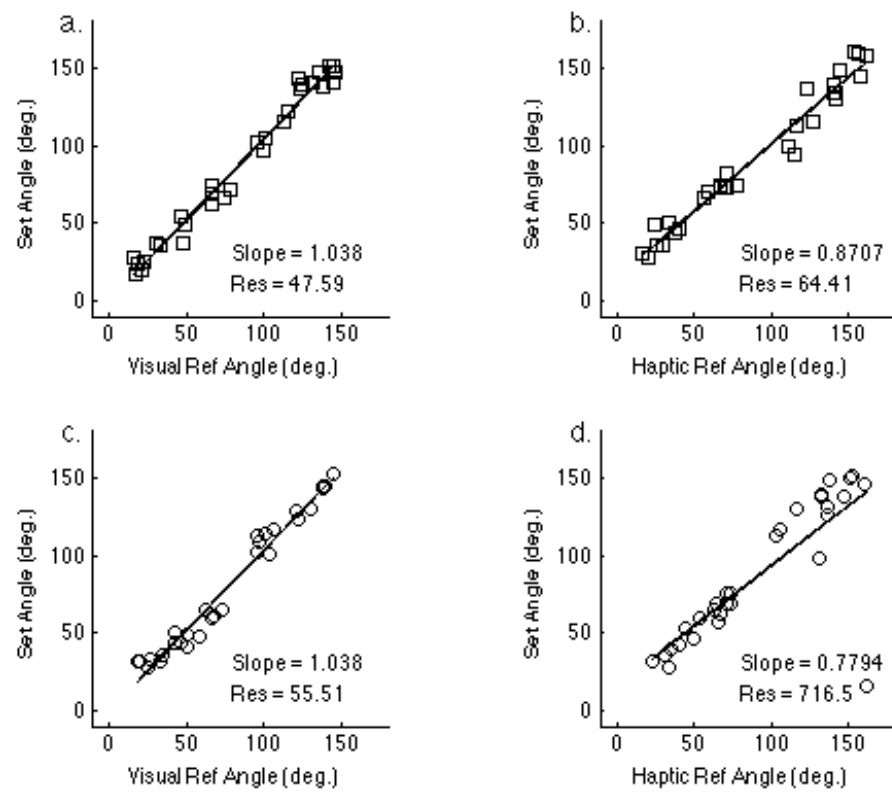 a.
150
100
50
0
Set Angle (deg.)
Slope = 1.038
Res = 47.59
0 50 100 150
Visual Ref Angle (deg.)
b.
150
100
50
0
Set Angle (deg.)
Slope = 0.8707
Res = 64.41
0 50 100 150
Haptic Ref Angle (deg.)
c.
150
100
50
0
Set Angle (deg.)
Slope = 1.038
Res = 55.51
0 50 100 150
Visual Ref Angle (deg.)
d.
150
100
50
0
Set Angle (deg.)
Slope = 0.7794
Res = 716.5
0 50 100 150
Haptic Ref Angle (deg.)